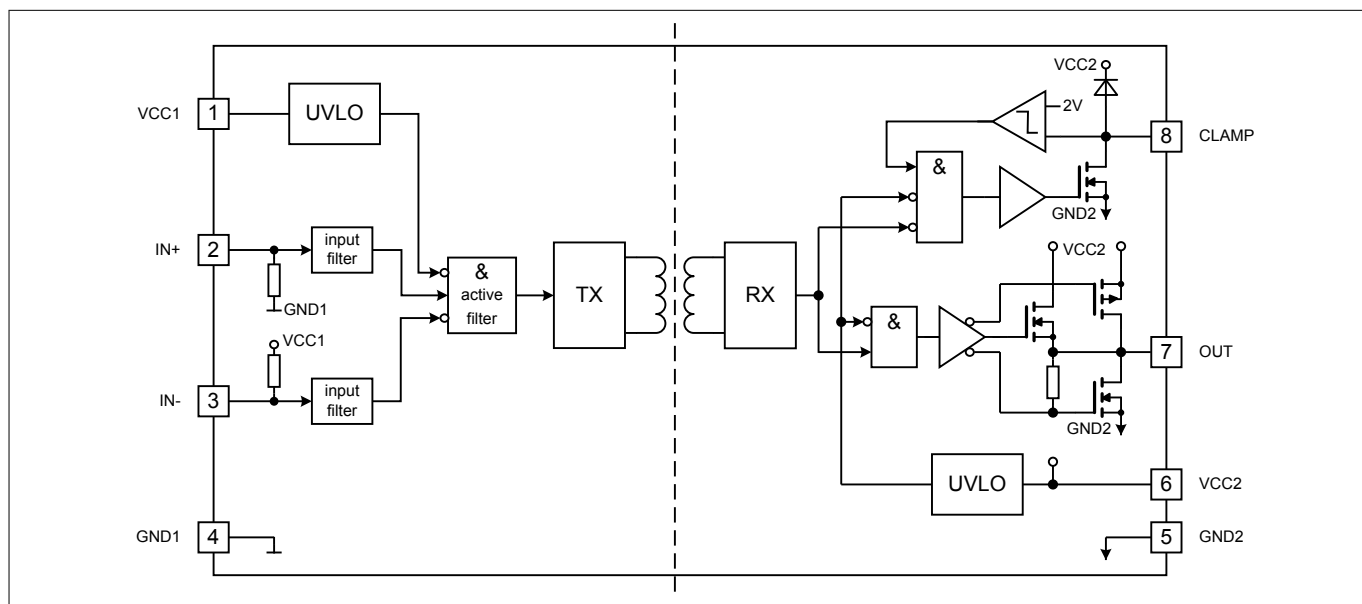 VCC1
1
UVLO
IN+
2
input
filter
GND1
VCC1
IN-
3
input
filter
GND1
4
&
active
filter
TX
RX
VCC2
2V
8
CLAMP
&
GND2
VCC2
&
7
OUT
GND2
UVLO
6
VCC2
5
GND2